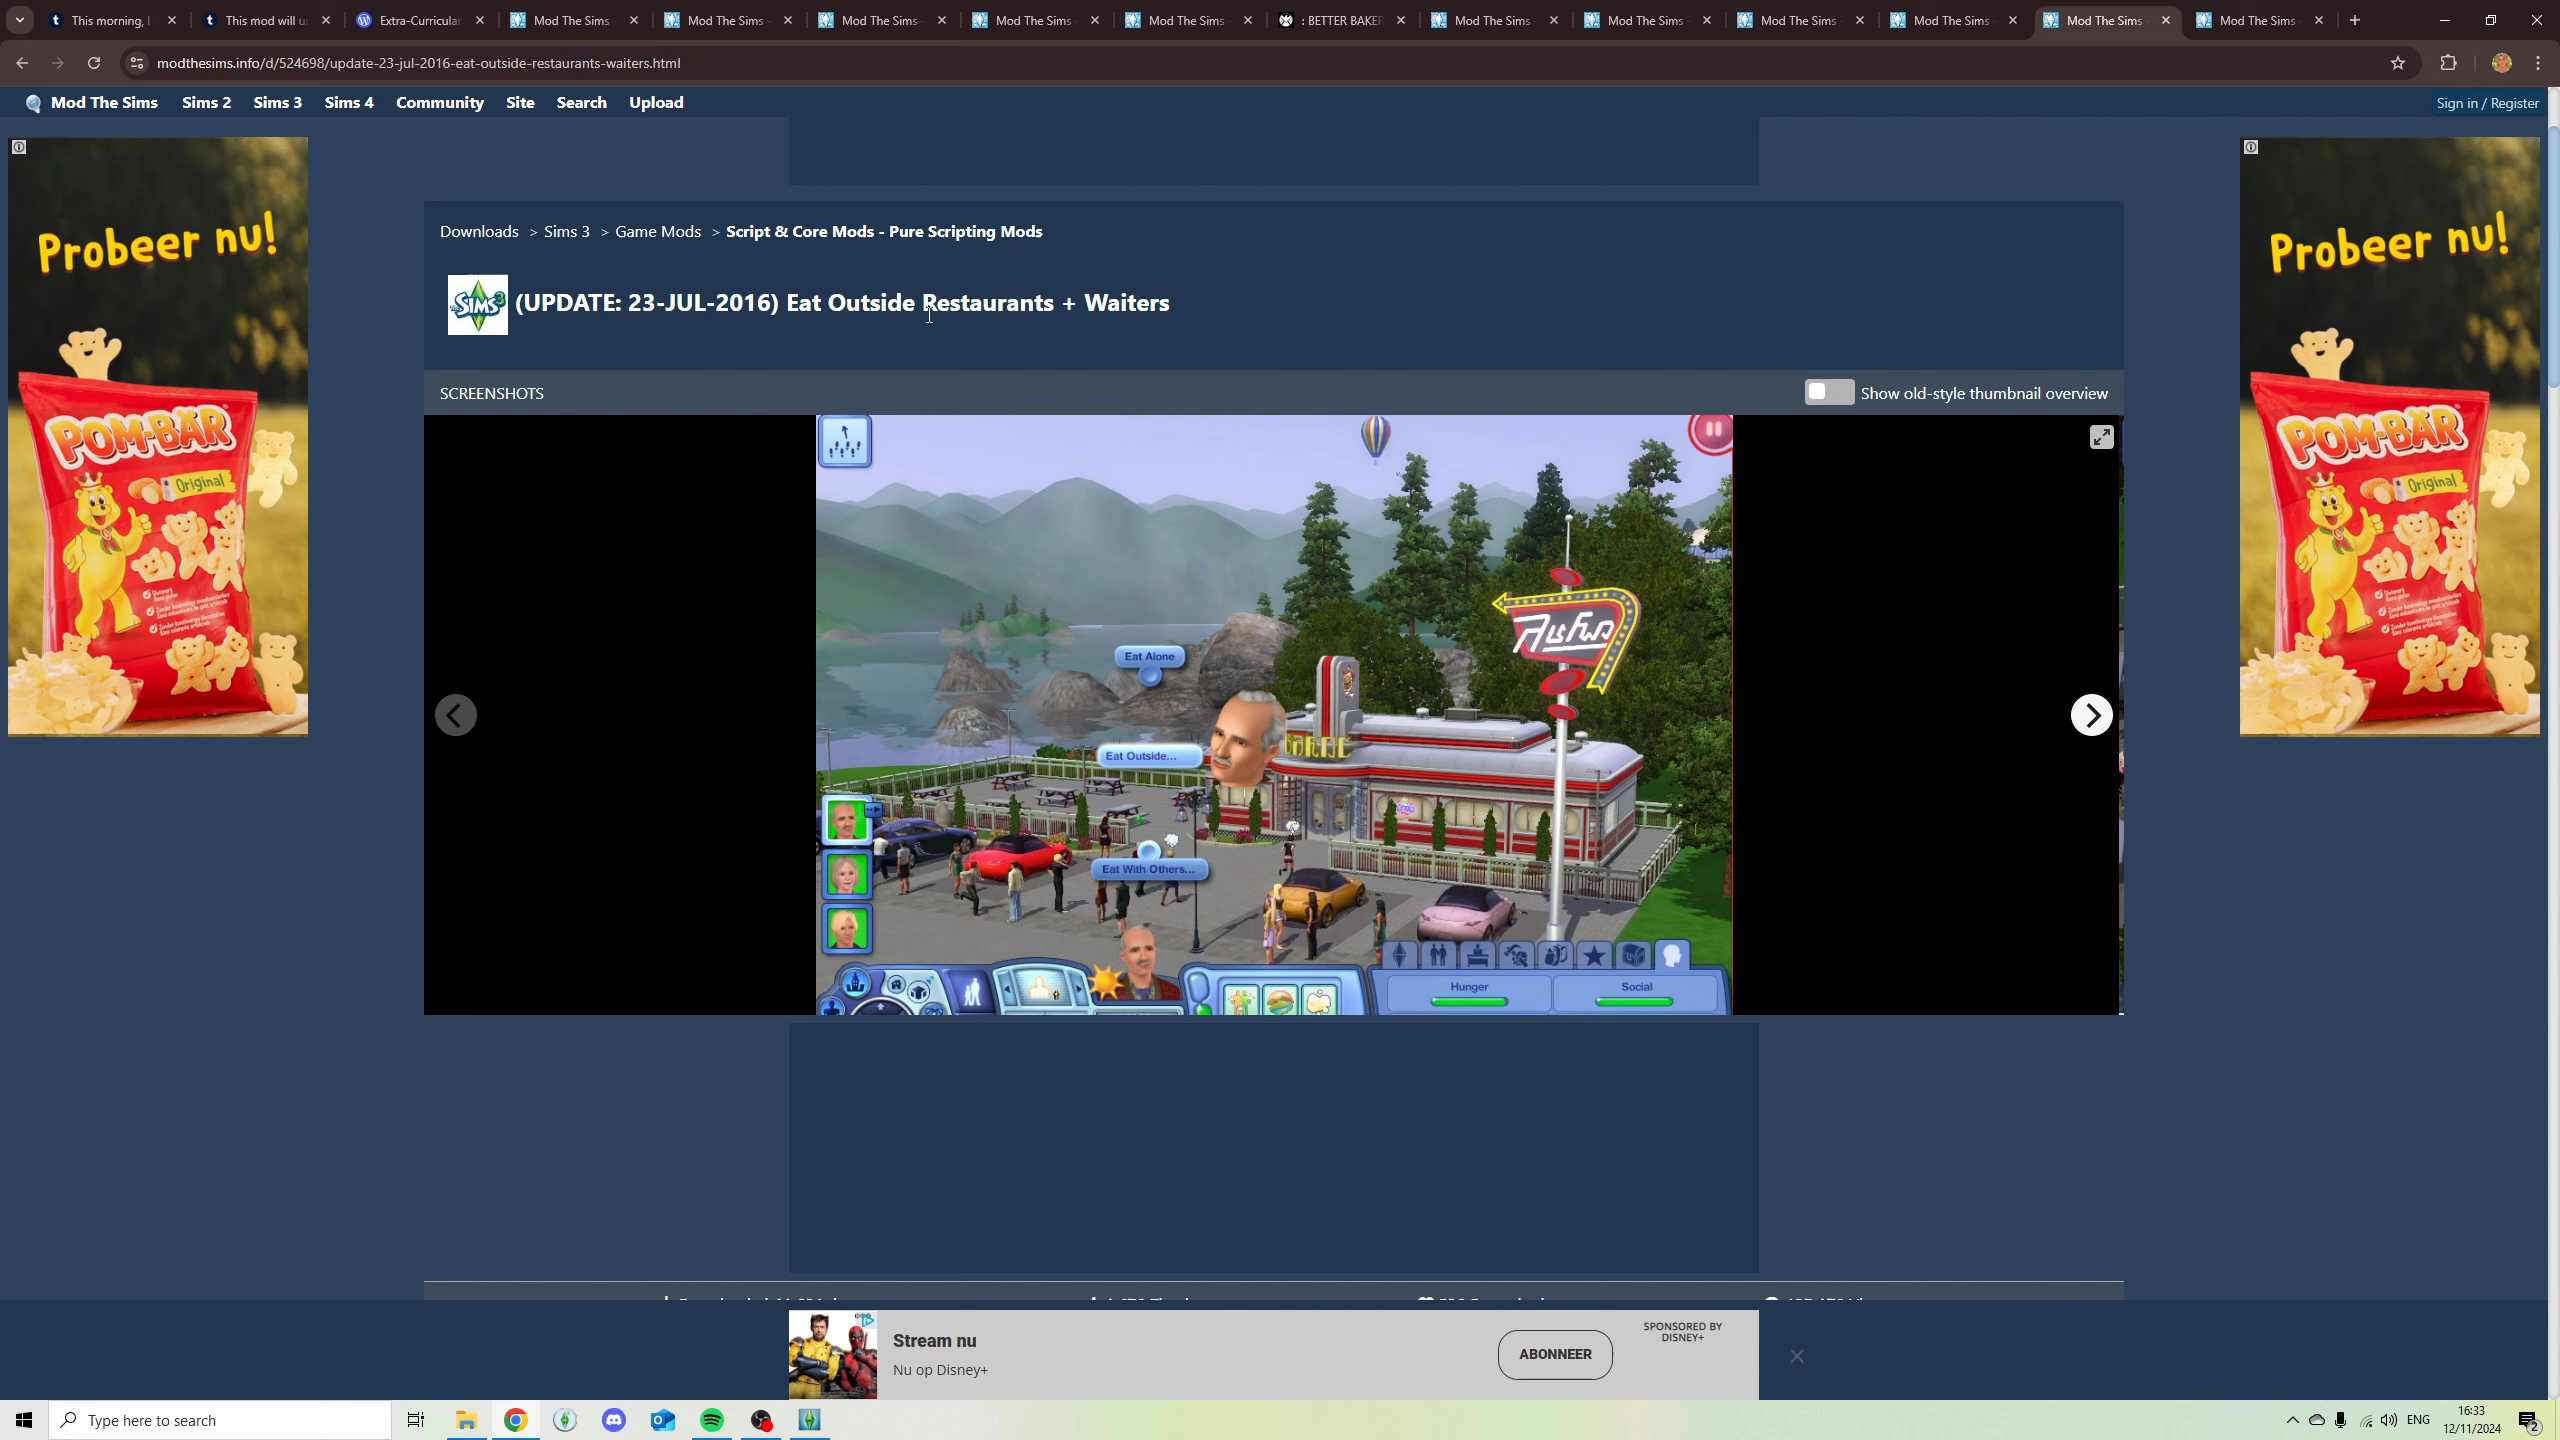 This morning, I
This mod will u
Extra-Curricular
Mod The Sims
Mod The Sims
Mod The Sims
Mod The Sims
Mod The Sims
: BETTER BAKER
Mod The Sims
Mod The Sims
Mod The Sims
Mod The Sims
Mod The Sims
Mod The Sims
modthesims.info/d/524698/update-23-jul-2016-eat-outside-restaurants-waiters.html
Mod The Sims Sims 2 Sims 3 Sims 4 Community Site Search Upload
Sign in / Register
Probeer nu!
POM-BÄR
Original
Probeer nu!
POM-BÄR
Original
Downloads > Sims 3 > Game Mods > Script & Core Mods - Pure Scripting Mods
THE SIMS 3
(UPDATE: 23-JUL-2016) Eat Outside Restaurants + Waiters
SCREENSHOTS
Show old-style thumbnail overview
Eat Alone
Eat Outside...
Eat With Others...
Hunger
Social
Stream nu
Nu op Disney+
ABONNEER
SPONSORED BY
DISNEY+
Type here to search
ENG
16:33
12/11/2024
2